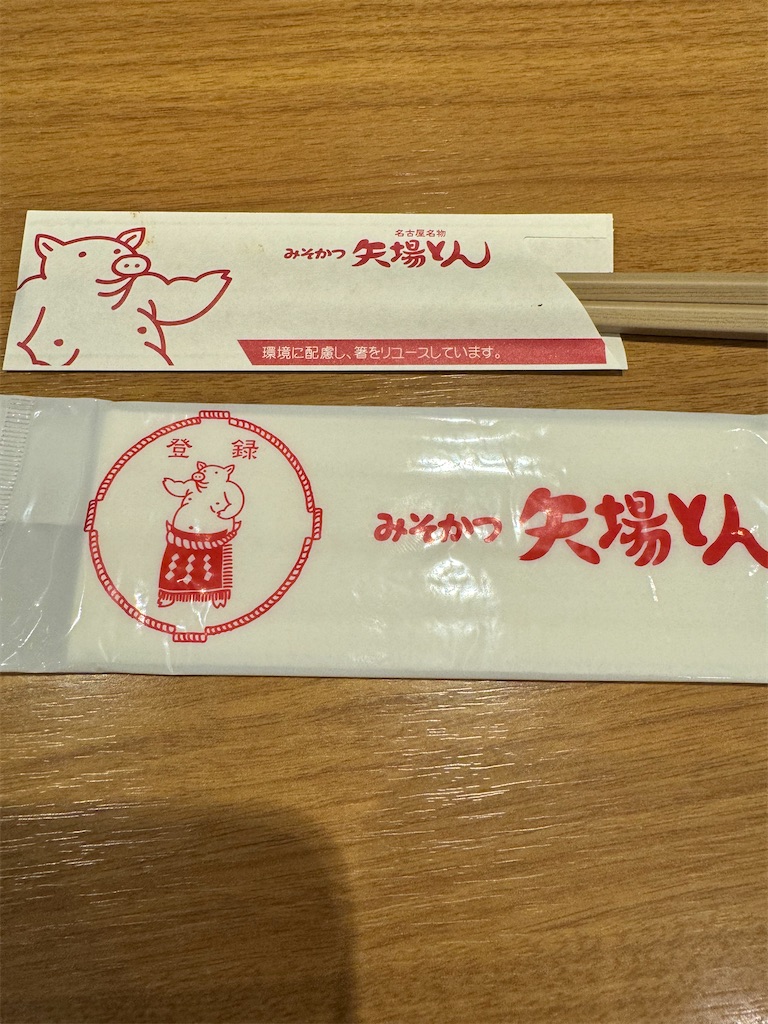 名古屋名物
みそかつ 矢場とん
環境に配慮し、箸をリユースしています。
登録
みそかつ 矢場とん